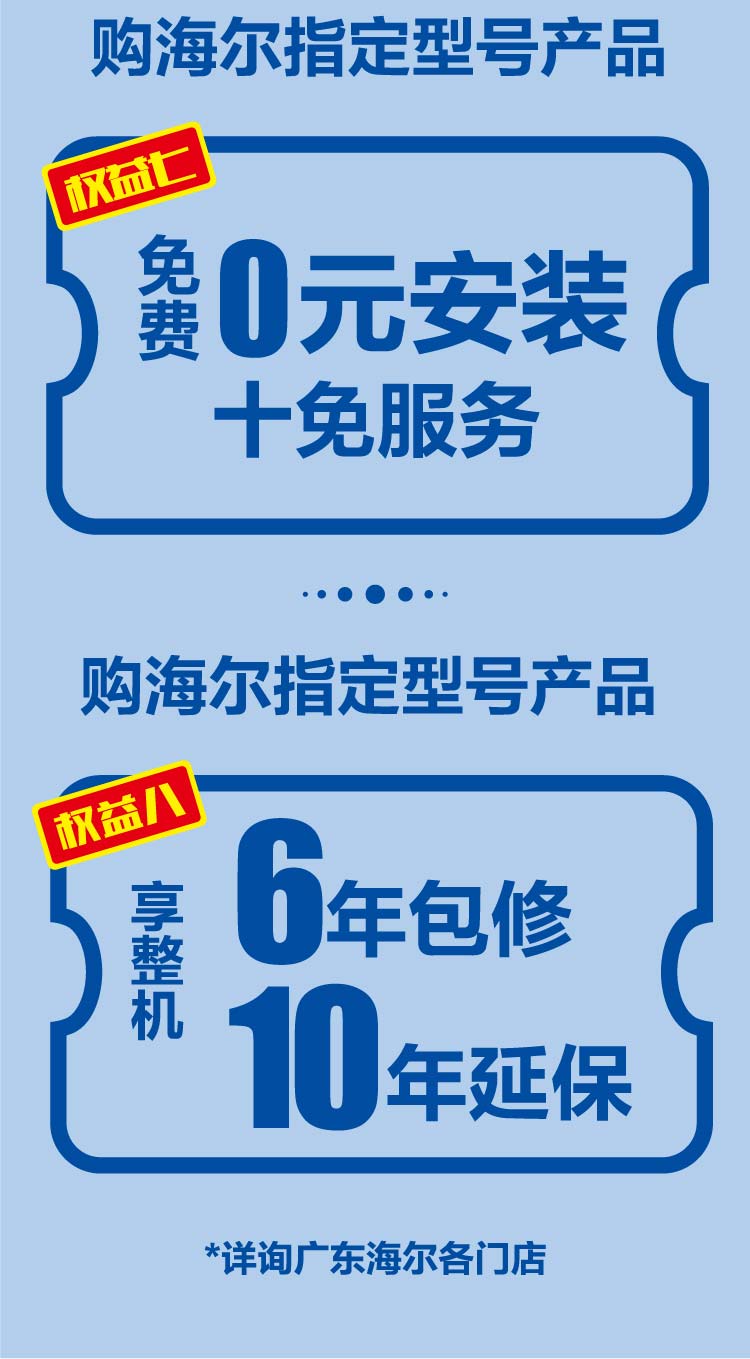 购海尔指定型号产品
权益七
免费
0元安装
十免服务
购海尔指定型号产品
权益八
享整机
6年包修
10年延保
*详询广东海尔各门店